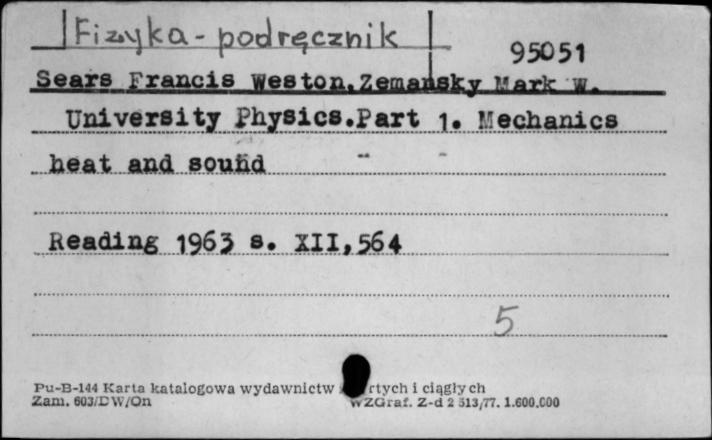 Fizyka - podręcznik
95051
Sears Francis Weston.Zemansky Mark W.
University Physics.Part 1. Mechanics
heat and sound
Reading 1963 s. XII,564
5
Pu-B-144 Karta katalogowa wydawnictw rtych i ciągłych
Zam. 603/DW/On WZGraf. Z-d 2 513/77. 1.600.000